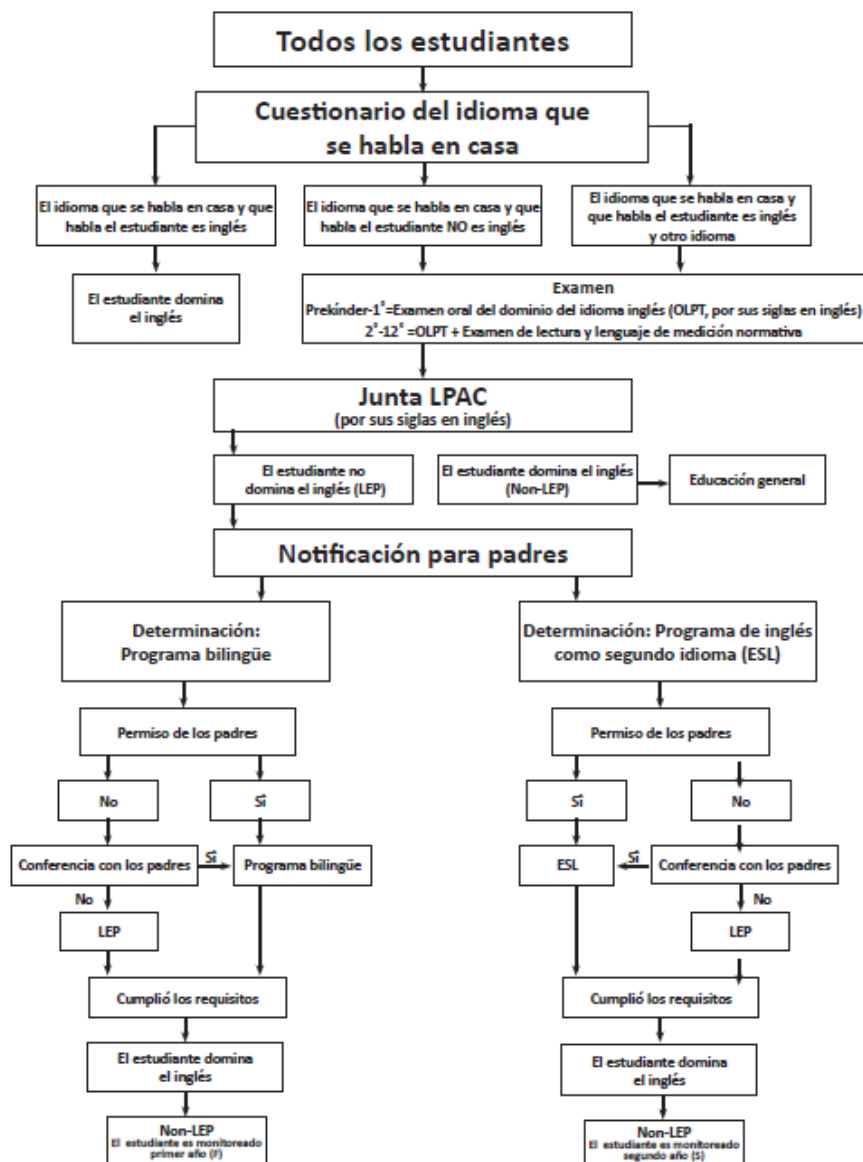 Todos los estudiantes
Cuestionario del idioma que
se habla en casa
El idioma que se habla en casa y que
habla el estudiante es inglés
El idioma que se habla en casa y que
habla el estudiante NO es inglés
El idioma que se habla en casa y
que habla el estudiante es inglés
y otro idioma
El estudiante domina
el inglés
Examen
Prekínder-1°=Examen oral del dominio del idioma inglés (OLPT, por sus siglas en inglés)
2°-12° =OLPT + Examen de lectura y lenguaje de medición normativa
Junta LPAC
(por sus siglas en inglés)
El estudiante no
domina el inglés (LEP)
El estudiante domina el inglés
(Non-LEP)
Educación general
Notificación para padres
Determinación:
Programa bilingüe
Determinación: Programa de inglés
como segundo idioma (ESL)
Permiso de los padres
Permiso de los padres
No
Sí
Sí
No
Conferencia con los padres
Sí
Programa bilingüe
ESL
Sí
Conferencia con los padres
No
No
LEP
LEP
Cumplió los requisitos
Cumplió los requisitos
El estudiante domina
el inglés
El estudiante domina
el inglés
Non-LEP
El estudiante es monitoreado
primer año (F)
Non-LEP
El estudiante es monitoreado
segundo año (S)